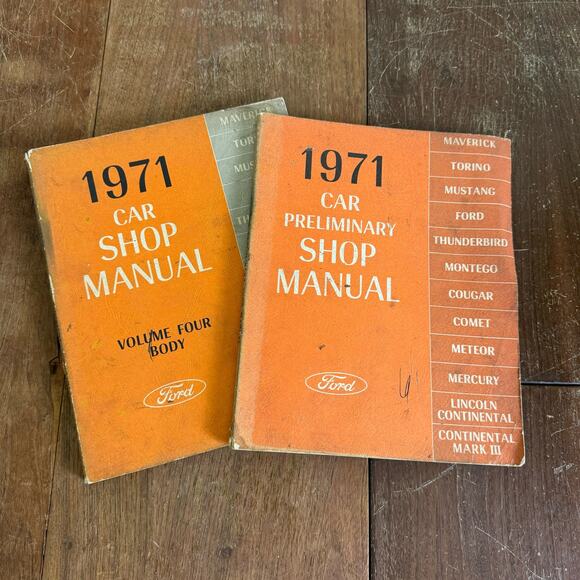 1971
CAR
SHOP
MANUAL
VOLUME FOUR
BODY
Ford
MAVERICK
1971
CAR
PRELIMINARY
SHOP
MANUAL
Ford
MAVERICK
TORINO
MUSTANG
FORD
THUNDERBIRD
MONTEGO
COUGAR
COMET
METEOR
MERCURY
LINCOLN
CONTINENTAL
CONTINENTAL
MARK III